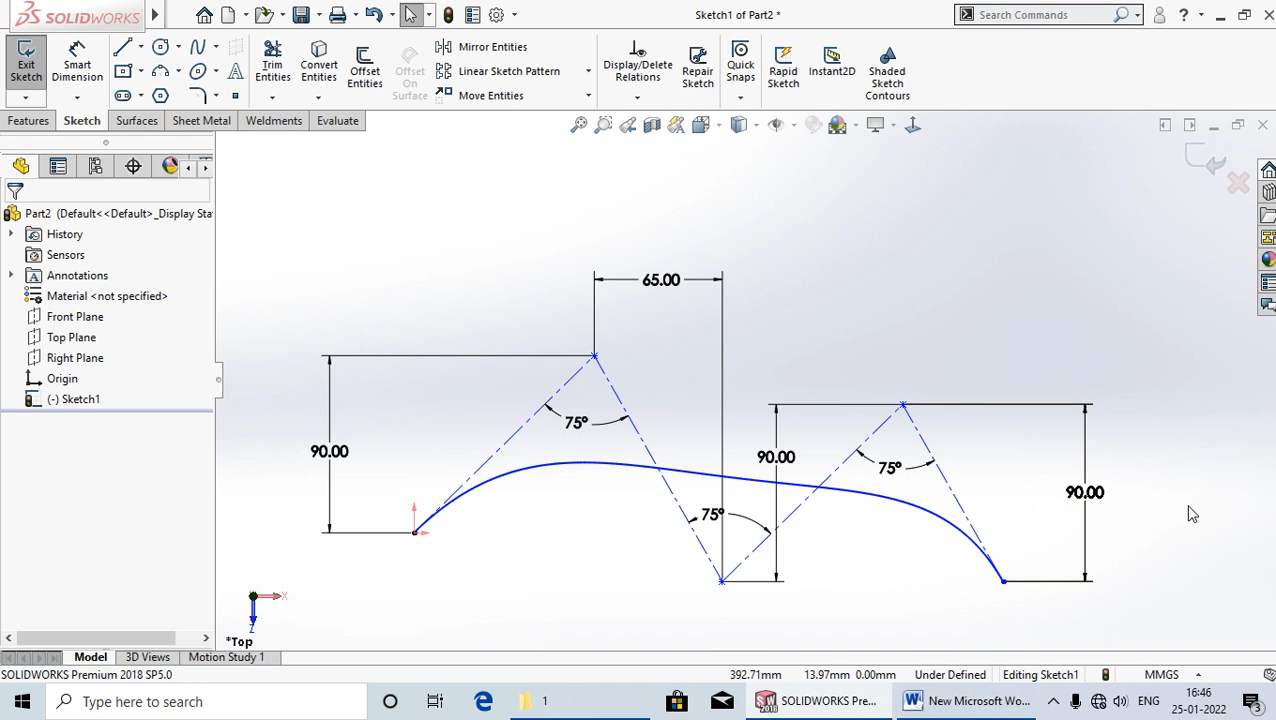 SOLIDWORKS
Sketch1 of Part2 *
Search Commands
Exit Sketch
Smart Dimension
Trim Entities
Convert Entities
Offset Entities
Offset On Surface
Mirror Entities
Linear Sketch Pattern
Move Entities
Display/Delete Relations
Repair Sketch
Quick Snaps
Rapid Sketch
Instant2D
Shaded Sketch Contours
Features
Sketch
Surfaces
Sheet Metal
Weldments
Evaluate
Part2 (Default<<Default>_Display Sta
History
Sensors
Annotations
Material <not specified>
Front Plane
Top Plane
Right Plane
Origin
(-) Sketch1
65.00
90.00
75°
75°
90.00
75°
90.00
X
Z
*Top
Model
3D Views
Motion Study 1
SOLIDWORKS Premium 2018 SP5.0
392.71mm
13.97mm 0.00mm
Under Defined
Editing Sketch1
MMGS
Type here to search
1
SW 2018
SOLIDWORKS Pre...
New Microsoft Wo...
ENG
16:46
25-01-2022
3